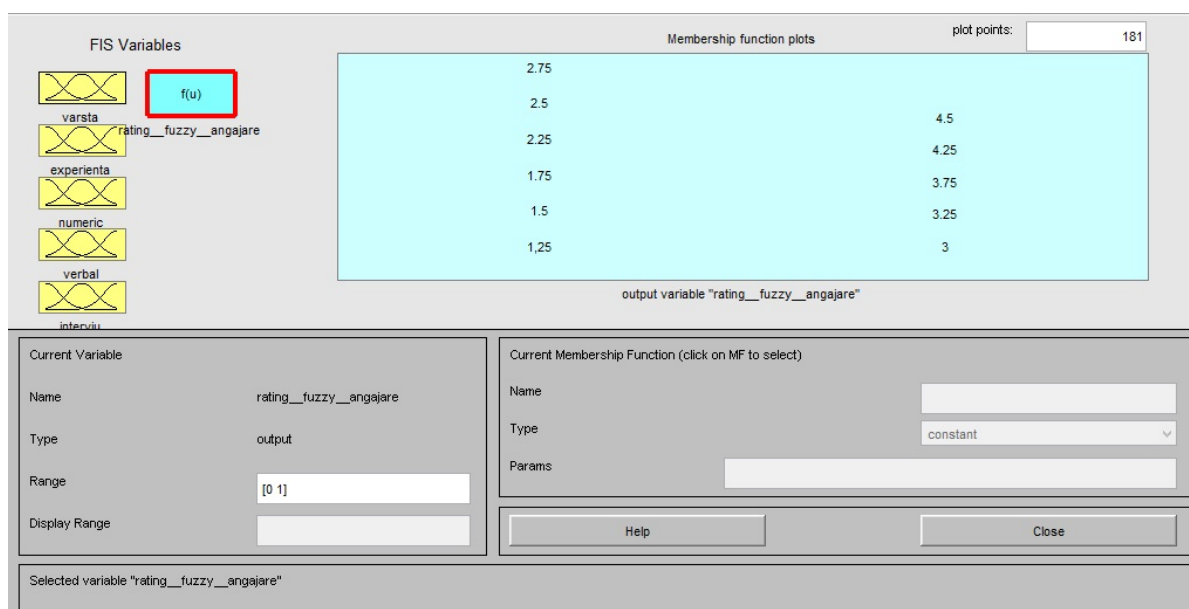 FIS Variables
f(u)
varsta
rating__fuzzy__angajare
experienta
numeric
verbal
interviu
Membership function plots
plot points:
181
2.75
2.5
2.25
1.75
1.5
1,25
4.5
4.25
3.75
3.25
3
output variable "rating__fuzzy__angajare"
Current Variable
Name
rating__fuzzy__angajare
Type
output
Range
[0 1]
Display Range
Current Membership Function (click on MF to select)
Name
Type
constant
Params
Help
Close
Selected variable "rating__fuzzy__angajare"